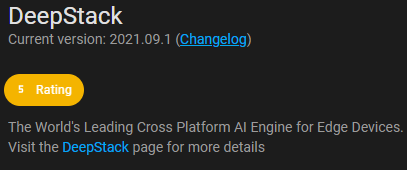 DeepStack
Current version: 2021.09.1 (Changelog)
5 Rating
The World's Leading Cross Platform AI Engine for Edge Devices.
Visit the DeepStack page for more details